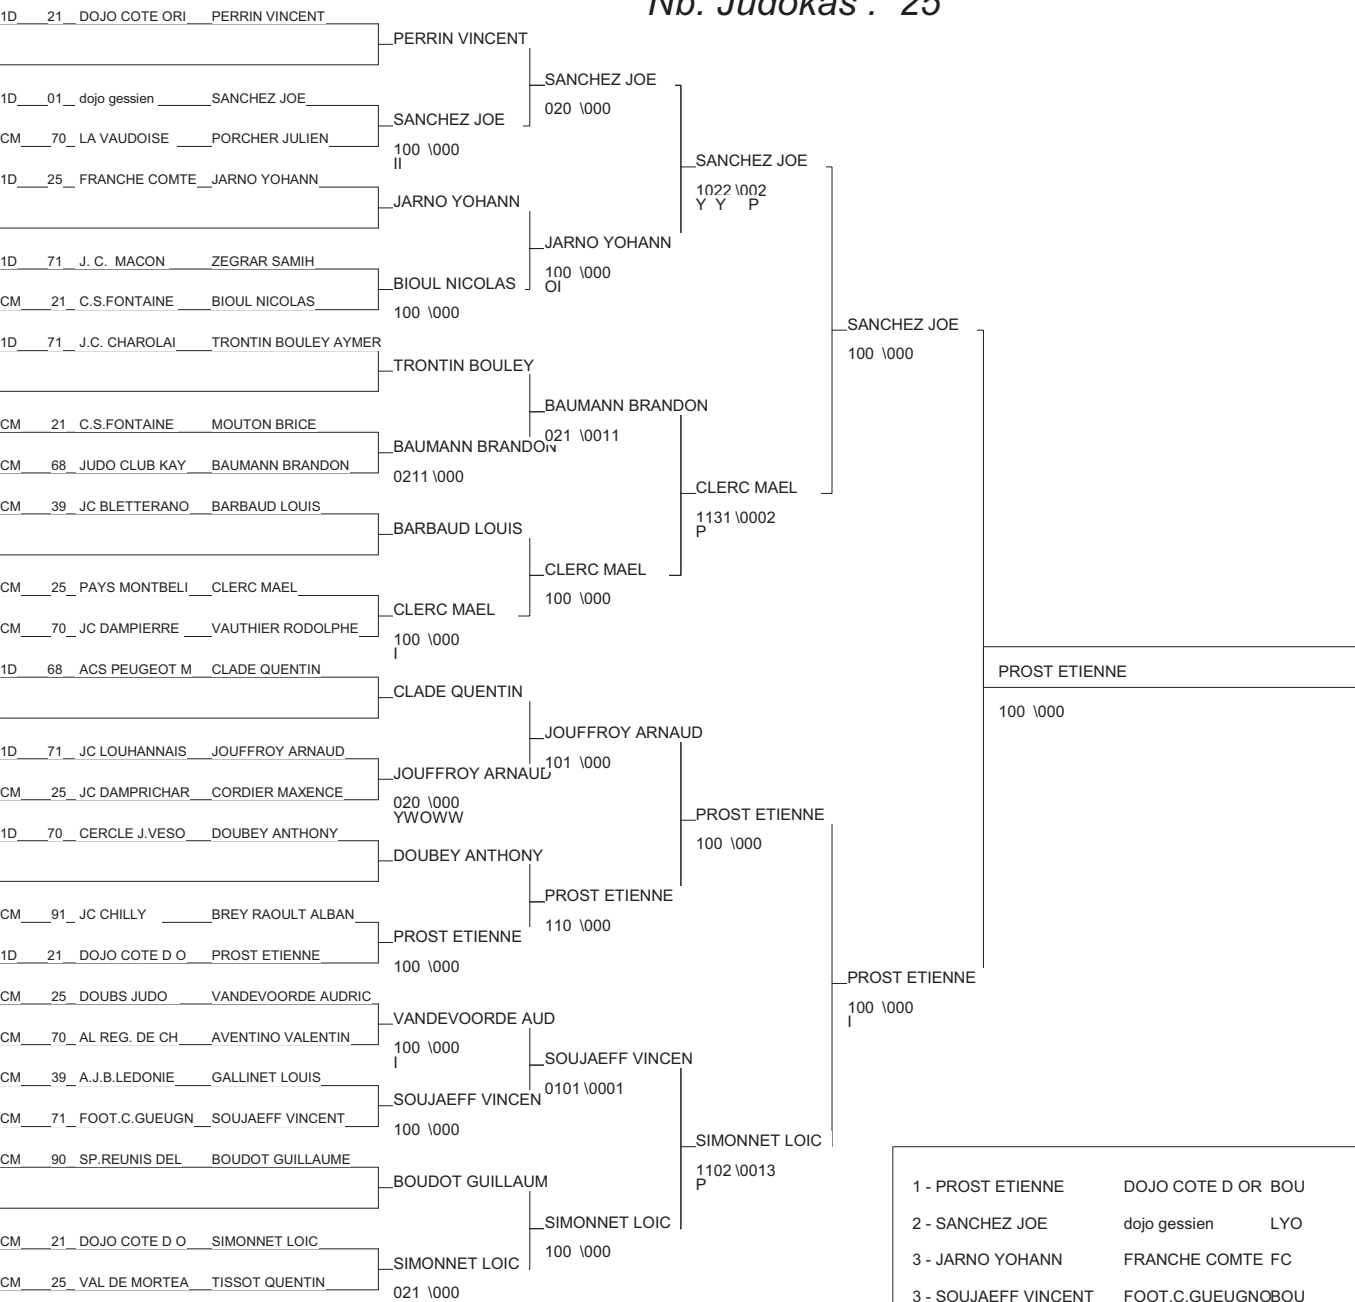 Nb. Judokas : 25
1D 21 DOJO COTE ORI PERRIN VINCENT
PERRIN VINCENT
SANCHEZ JOE
020 \000
1D 01 dojo gessien SANCHEZ JOE
SANCHEZ JOE
100 \000
II
CM 70 LA VAUDOISE PORCHER JULIEN
SANCHEZ JOE
1022 \002
Y Y P
1D 25 FRANCHE COMTE JARNO YOHANN
JARNO YOHANN
JARNO YOHANN
100 \000
OI
1D 71 J. C. MACON ZEGRAR SAMIH
BIOUL NICOLAS
100 \000
CM 21 C.S.FONTAINE BIOUL NICOLAS
SANCHEZ JOE
100 \000
1D 71 J.C. CHAROLAI TRONTIN BOULEY AYMER
TRONTIN BOULEY
BAUMANN BRANDON
021 \0011
CM 21 C.S.FONTAINE MOUTON BRICE
BAUMANN BRANDON
0211 \000
CM 68 JUDO CLUB KAY BAUMANN BRANDON
CLERC MAEL
1131 \0002
P
CM 39 JC BLETTERANO BARBAUD LOUIS
BARBAUD LOUIS
CLERC MAEL
100 \000
CM 25 PAYS MONTBELI CLERC MAEL
CLERC MAEL
100 \000
I
CM 70 JC DAMPIERRE VAUTHIER RODOLPHE
PROST ETIENNE
100 \000
1D 68 ACS PEUGEOT M CLADE QUENTIN
CLADE QUENTIN
JOUFFROY ARNAUD
101 \000
1D 71 JC LOUHANNAIS JOUFFROY ARNAUD
JOUFFROY ARNAUD
020 \000
YWOWW
CM 25 JC DAMPRICHAR CORDIER MAXENCE
PROST ETIENNE
100 \000
1D 70 CERCLE J.VESO DOUBEY ANTHONY
DOUBEY ANTHONY
PROST ETIENNE
110 \000
CM 91 JC CHILLY BREY RAOULT ALBAN
PROST ETIENNE
100 \000
1D 21 DOJO COTE D O PROST ETIENNE
PROST ETIENNE
100 \000
I
CM 25 DOUBS JUDO VANDEVOORDE AUDRIC
VANDEVOORDE AUD
100 \000
I
CM 70 AL REG. DE CH AVENTINO VALENTIN
SOUJAEFF VINCEN
0101 \0001
CM 39 A.J.B.LEDONIE GALLINET LOUIS
SOUJAEFF VINCEN
100 \000
CM 71 FOOT.C.GUEUGN SOUJAEFF VINCENT
SIMONNET LOIC
1102 \0013
P
CM 90 SP.REUNIS DEL BOUDOT GUILLAUME
BOUDOT GUILLAUM
SIMONNET LOIC
100 \000
CM 21 DOJO COTE D O SIMONNET LOIC
SIMONNET LOIC
021 \000
CM 25 VAL DE MORTEA TISSOT QUENTIN
1 - PROST ETIENNE DOJO COTE D OR BOU
2 - SANCHEZ JOE dojo gessien LYO
3 - JARNO YOHANN FRANCHE COMTE FC
3 - SOUJAEFF VINCENT FOOT.C.GUEUGNOBOU